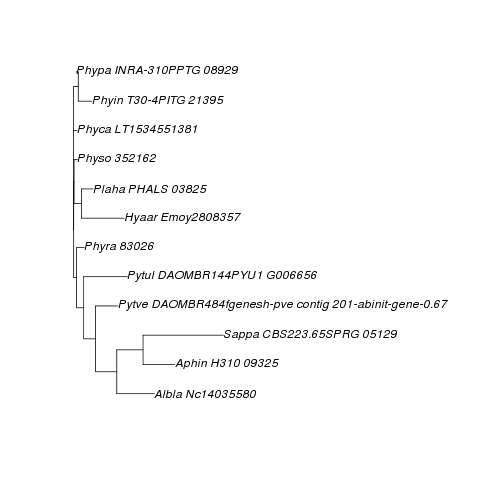 Phypa INRA-310PPTG 08929
Phyin T30-4PITG 21395
Phyca LT1534551381
Physo 352162
Plaha PHALS 03825
Hyaar Emoy2808357
Phyra 83026
Pytul DAOMBR144PYU1 G006656
Pytve DAOMBR484fgenesh-pve contig 201-abinit-gene-0.67
Sappa CBS223.65SPRG 05129
Aphin H310 09325
Albla Nc14035580